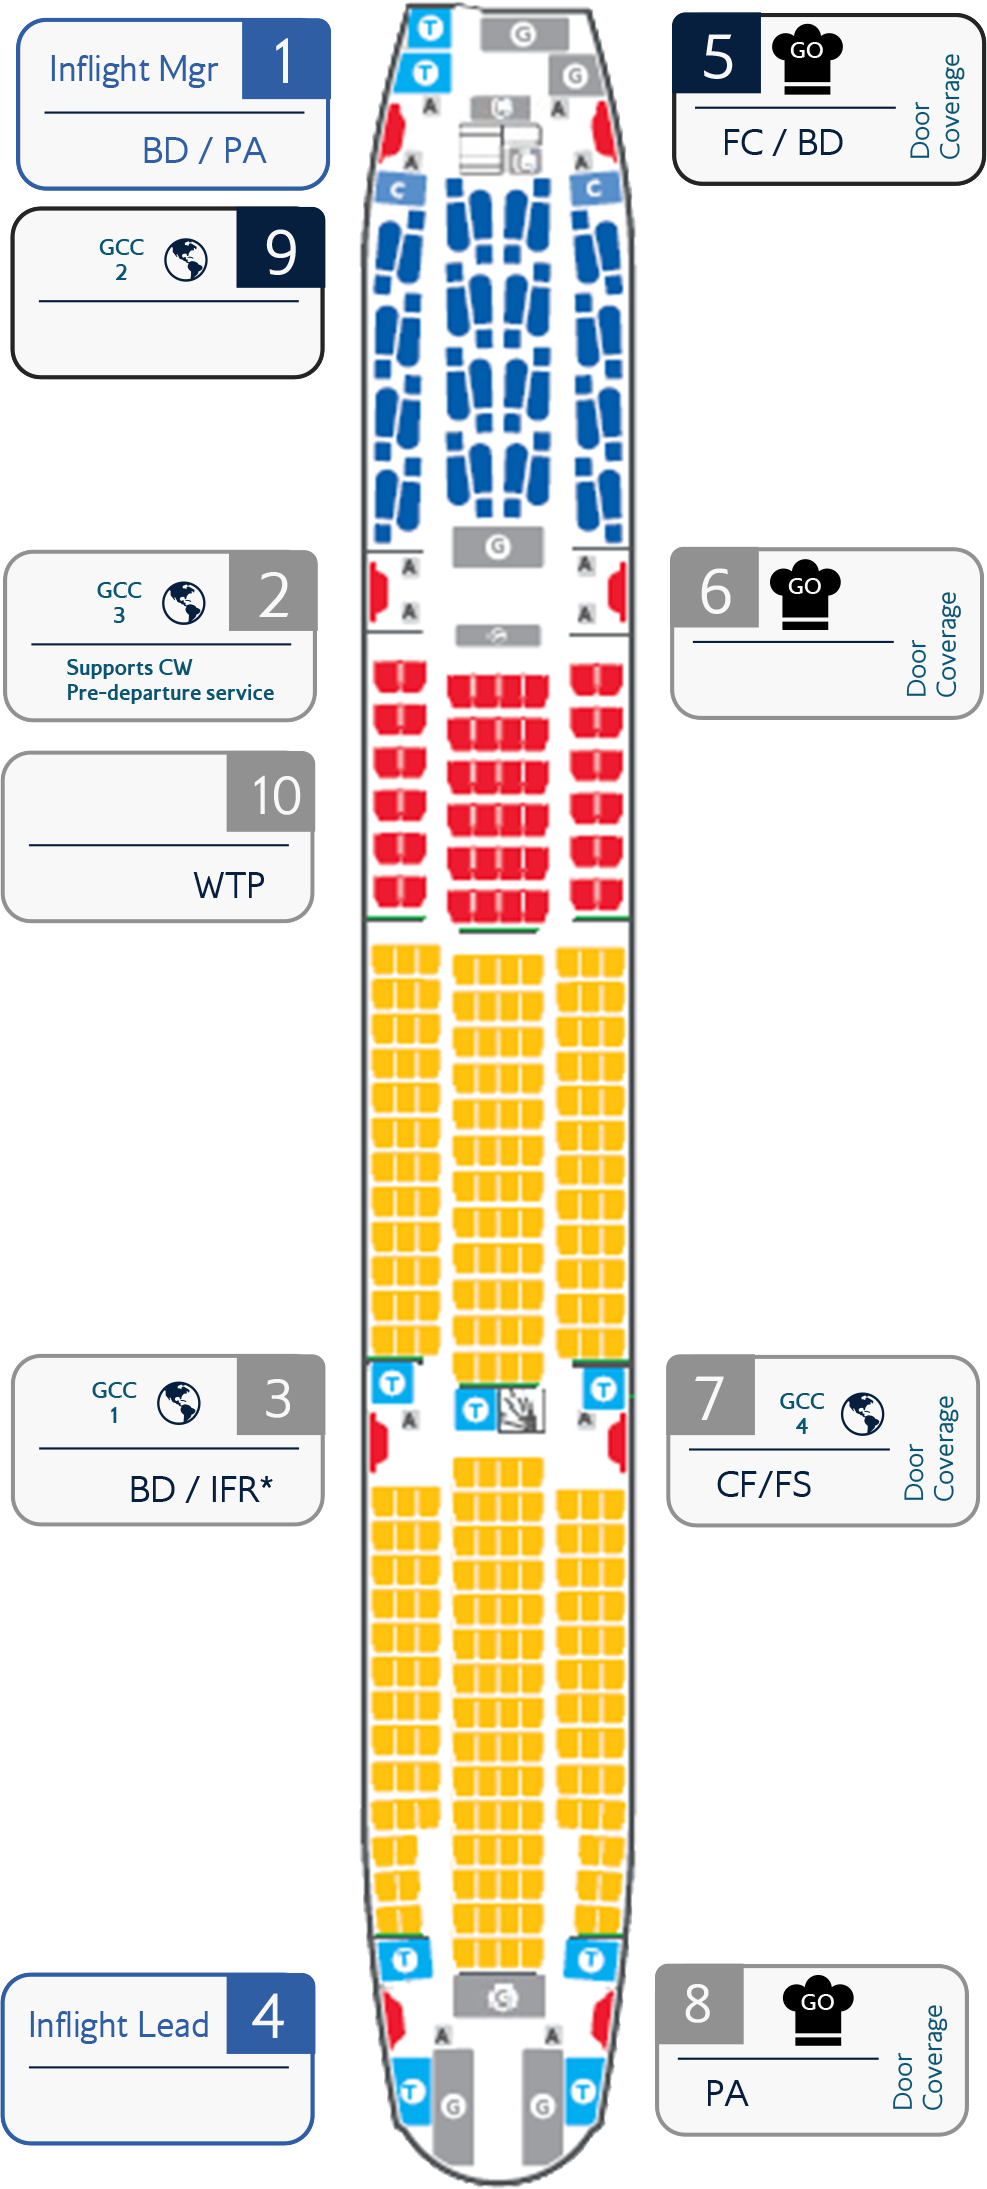 Inflight Mgr
1
BD / PA
T
G
T
G
5
GO
FC / BD
Door
Coverage
A
A
A
A
C
C
GCC
2
9
G
A
A
A
A
GCC
3
2
Supports CW
Pre-departure service
6
GO
Door
Coverage
10
WTP
GCC
1
3
BD / IFR*
T
T
T
A
A
7
GCC
4
CF/FS
Door
Coverage
Inflight Lead
4
T
T
G
A
A
T
G
G
T
8
GO
PA
Door
Coverage